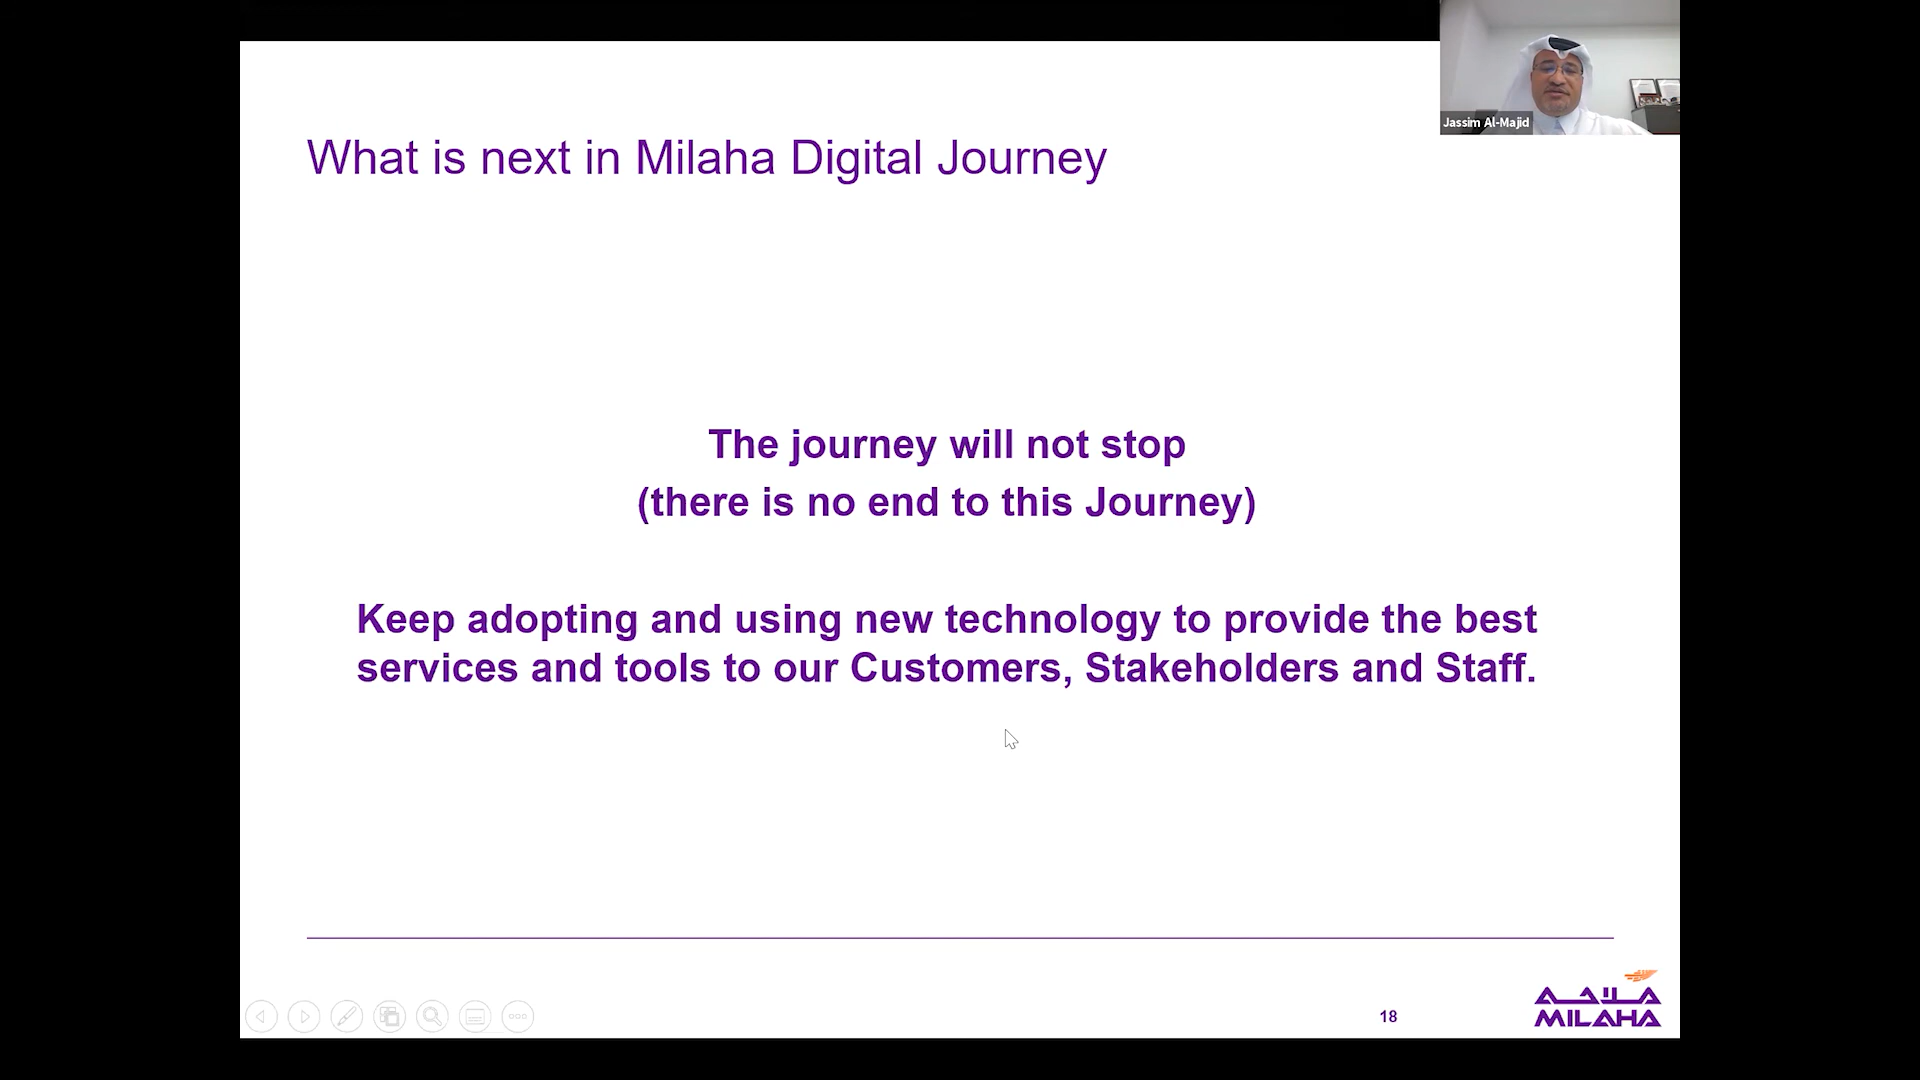 Jassim Al-Majid
What is next in Milaha Digital Journey
The journey will not stop
(there is no end to this Journey)
Keep adopting and using new technology to provide the best
services and tools to our Customers, Stakeholders and Staff.
18
ملاحة
MILAHA